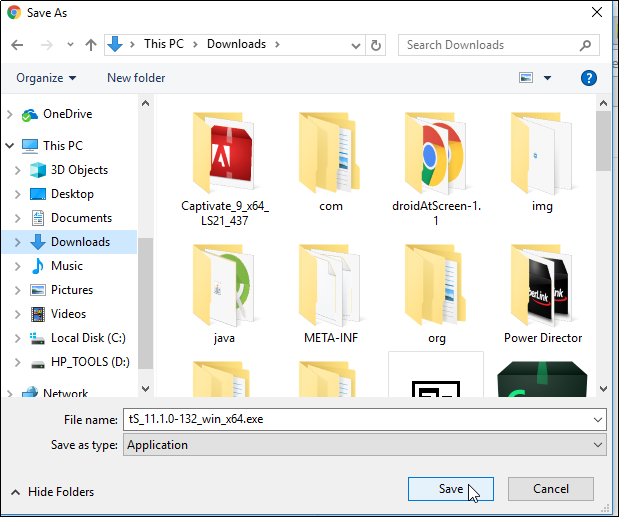 Save As
This PC
Downloads
Search Downloads
Organize
New folder
OneDrive
This PC
3D Objects
Desktop
Documents
Downloads
Music
Pictures
Videos
Local Disk (C:)
HP_TOOLS (D:)
Network
Captivate_9_x64_
LS21_437
com
droidAtScreen-1.
1
img
java
META-INF
org
Power Director
File name:
tS_11.1.0-132_win_x64.exe
Save as type:
Application
Hide Folders
Save
Cancel